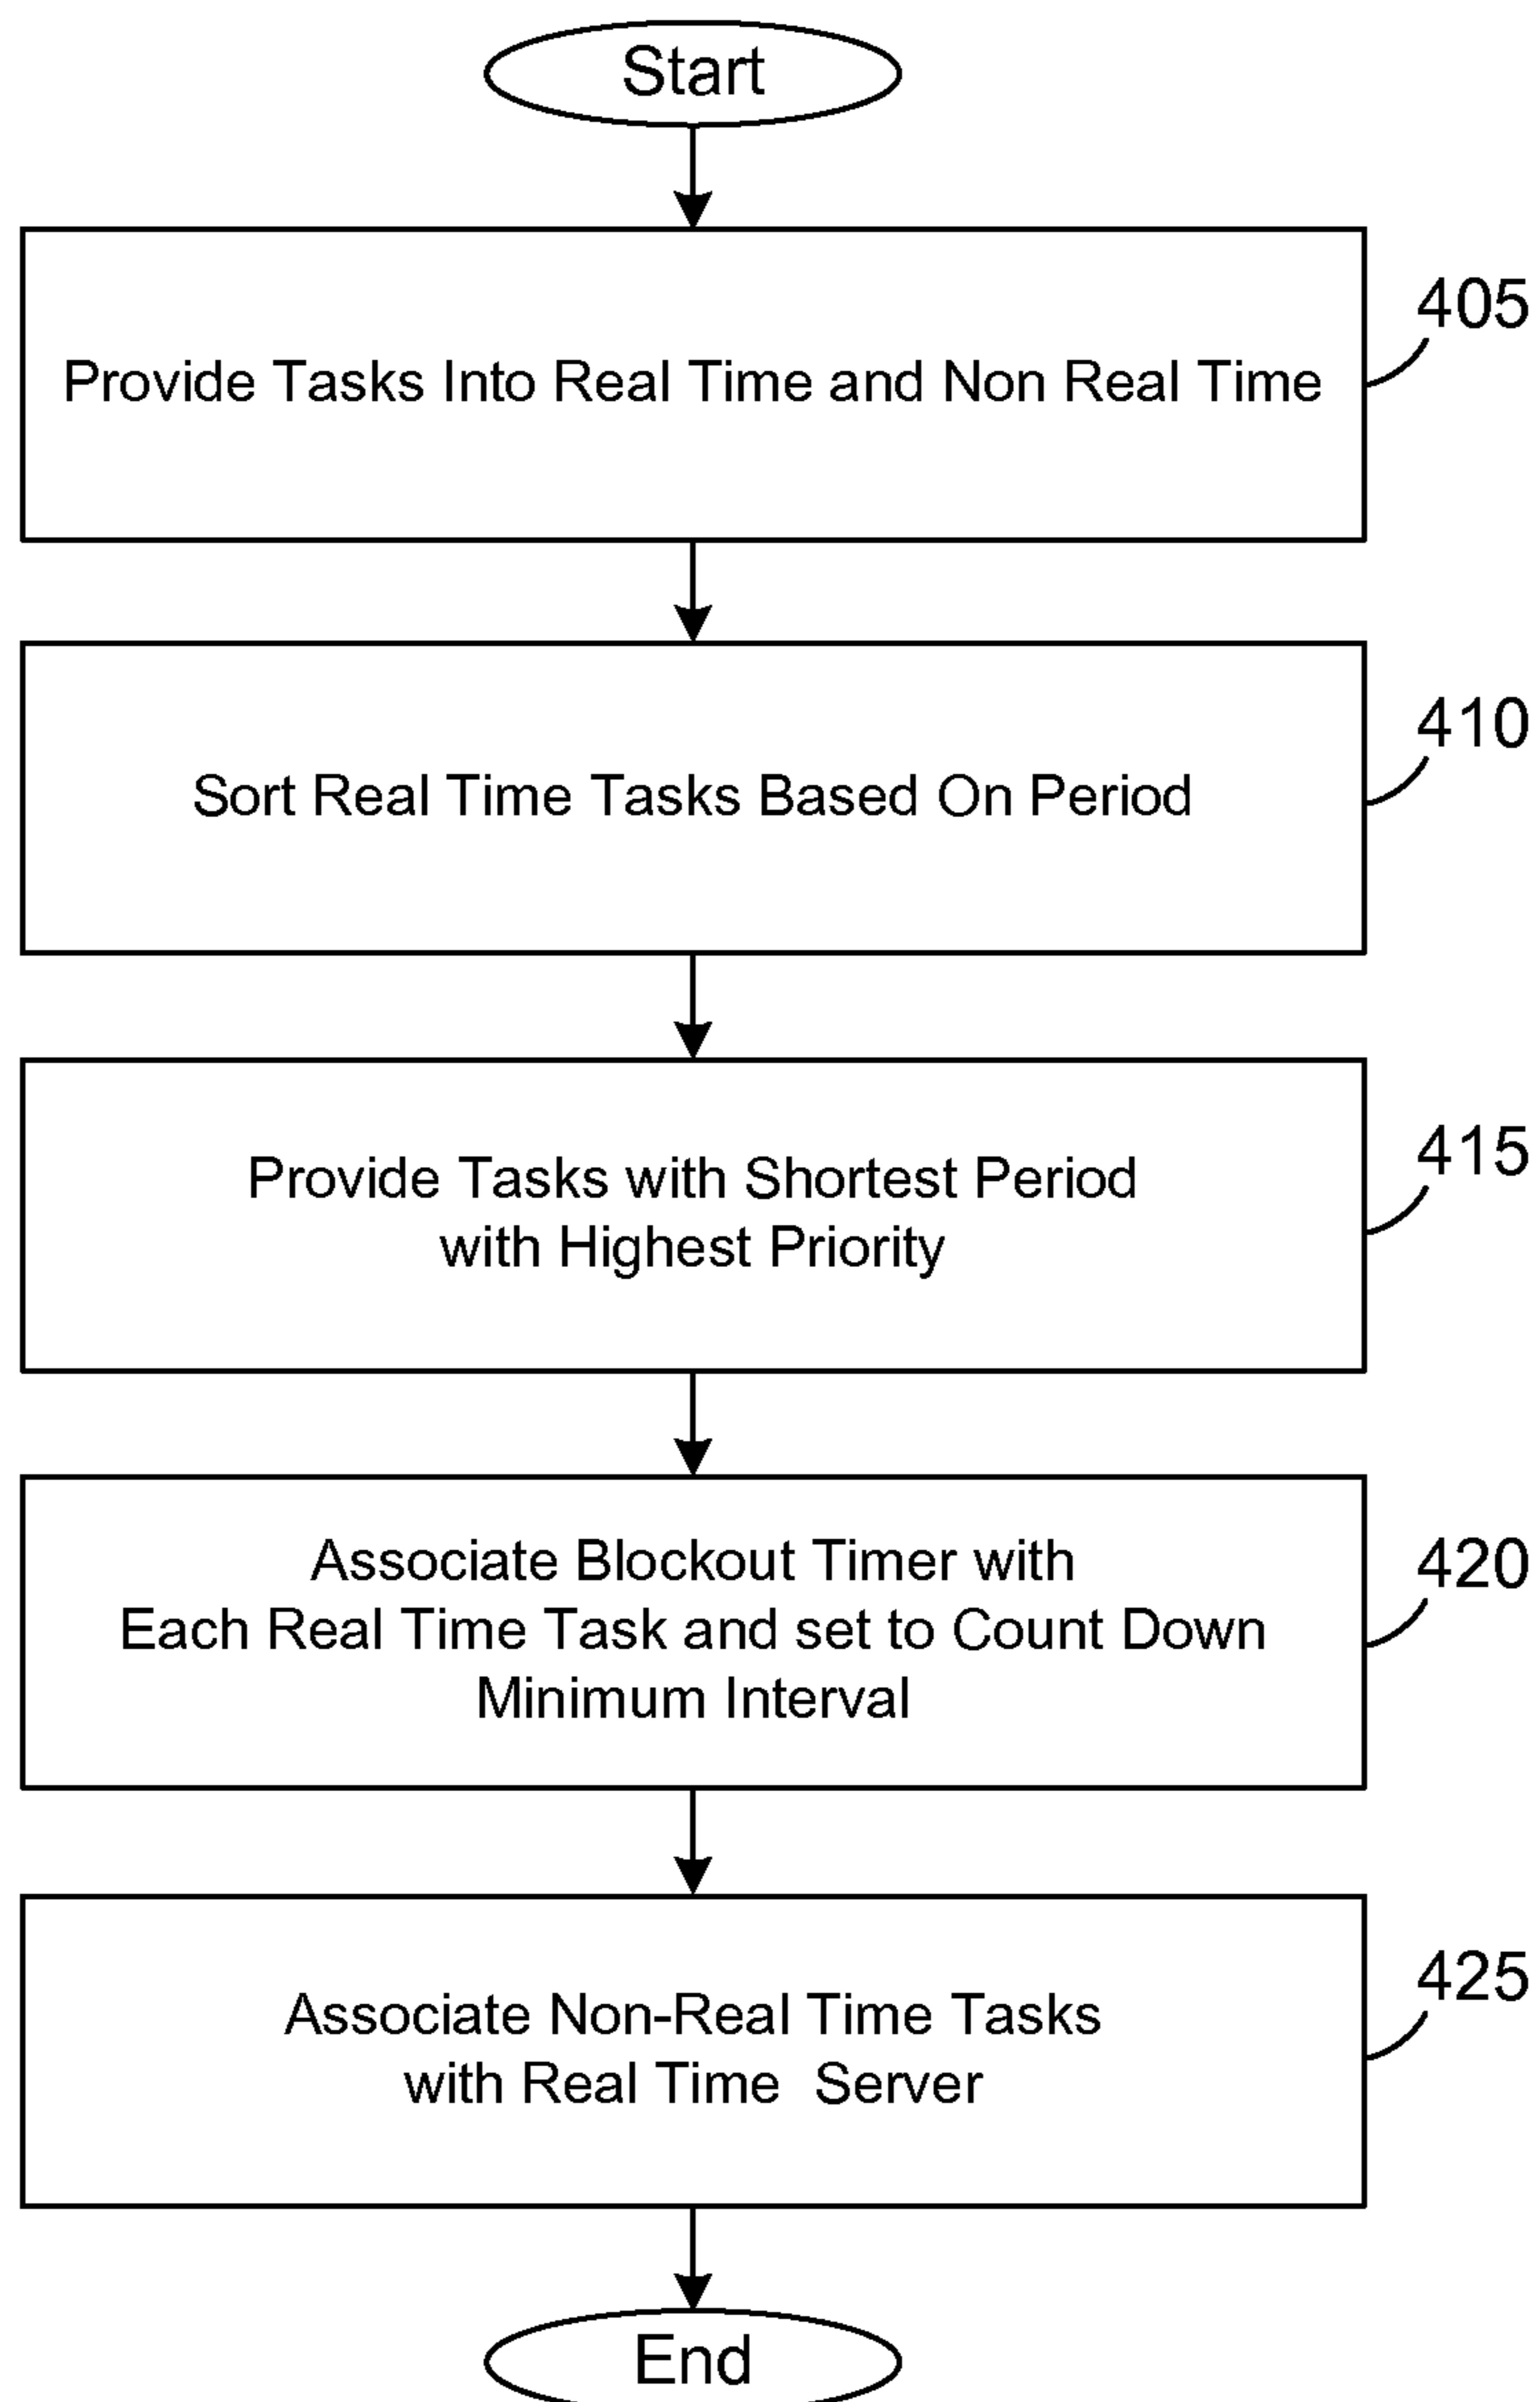 Start
405
Provide Tasks Into Real Time and Non Real Time
410
Sort Real Time Tasks Based On Period
415
Provide Tasks with Shortest Period
with Highest Priority
420
Associate Blockout Timer with
Each Real Time Task and set to Count Down
Minimum Interval
425
Associate Non-Real Time Tasks
with Real Time Server
End